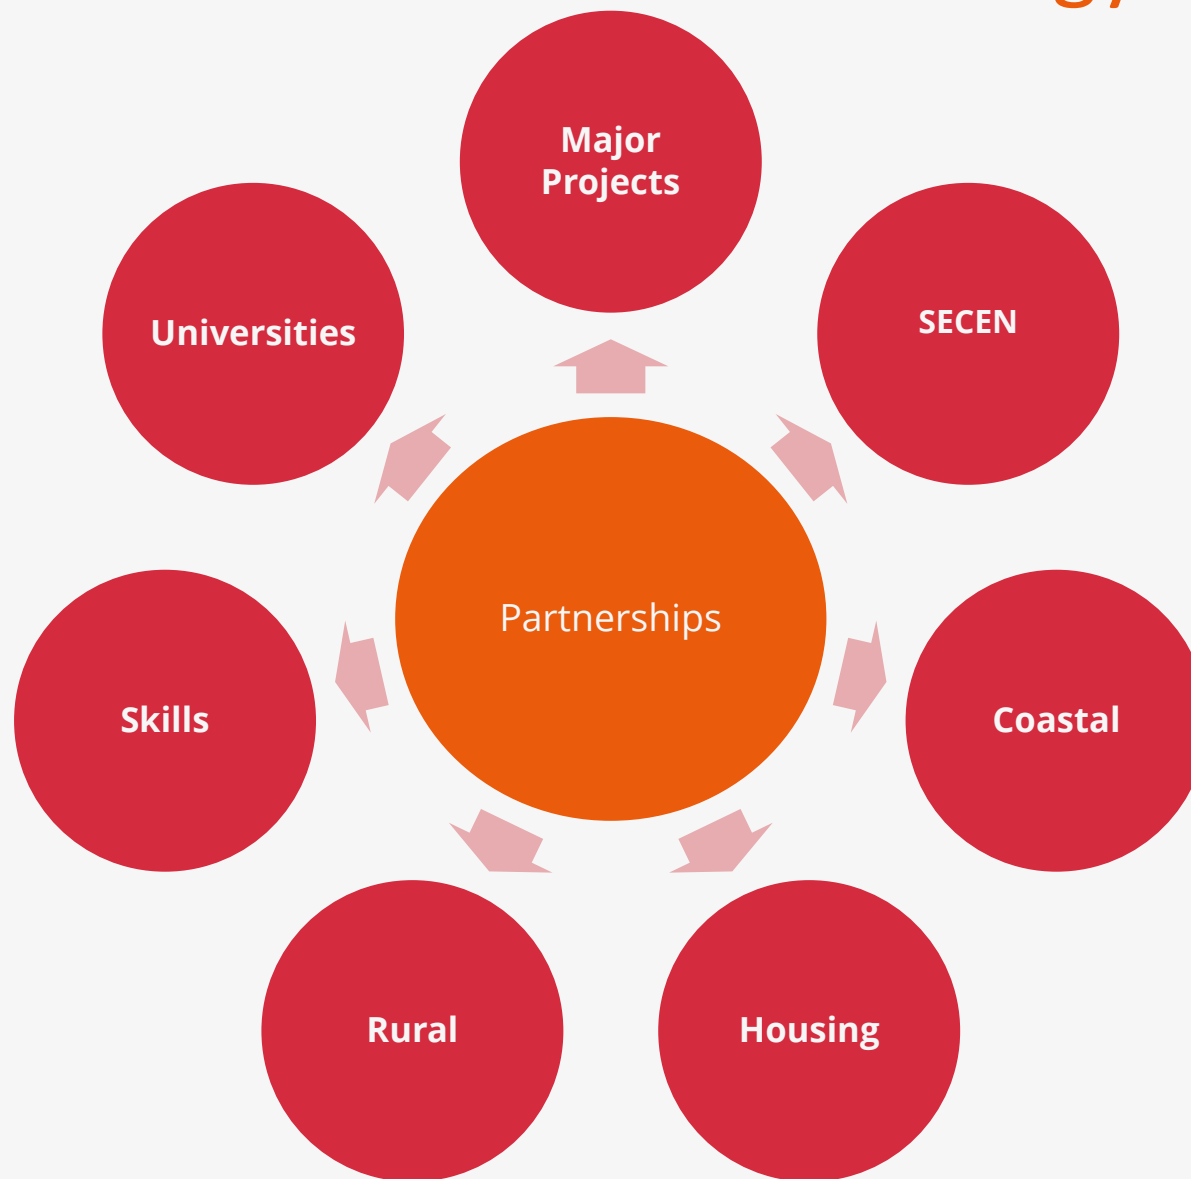 Major
Projects
SECEN
Coastal
Housing
Rural
Skills
Universities
Partnerships